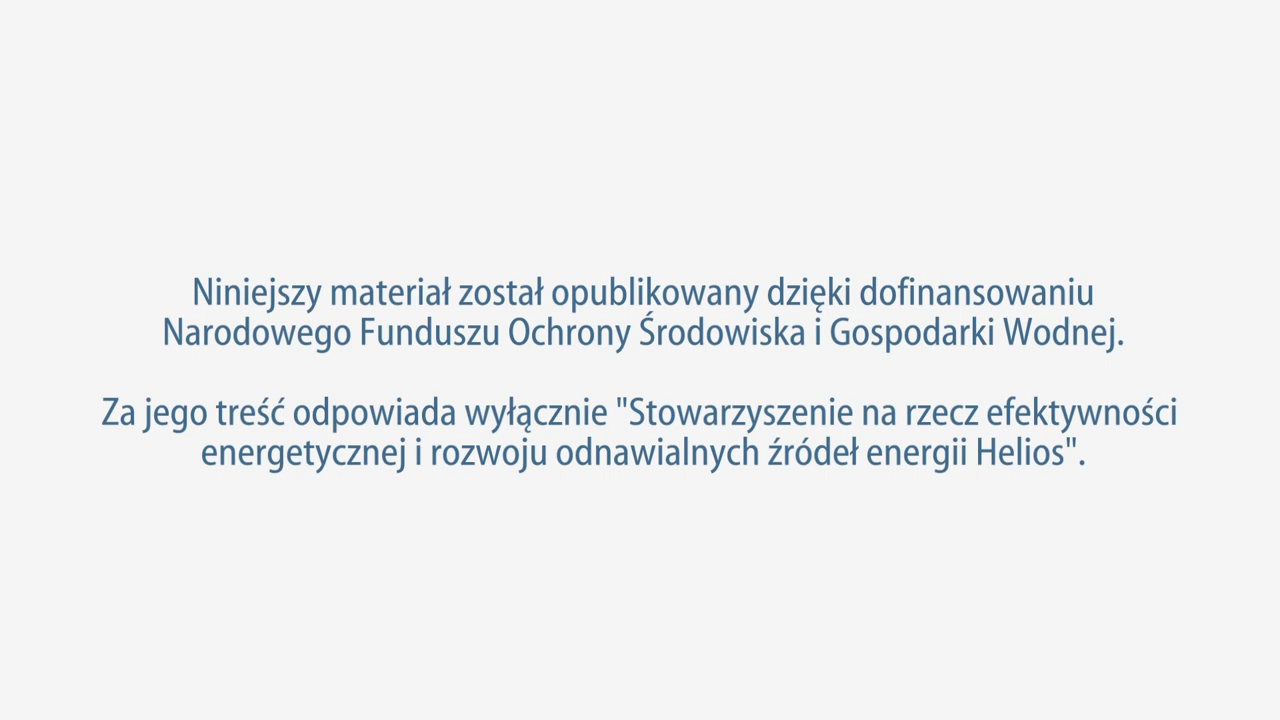 Niniejszy materiał został opublikowany dzięki dofinansowaniu
Narodowego Funduszu Ochrony Środowiska i Gospodarki Wodnej.
Za jego treść odpowiada wyłącznie "Stowarzyszenie na rzecz efektywności
energetycznej i rozwoju odnawialnych źródeł energii Helios".